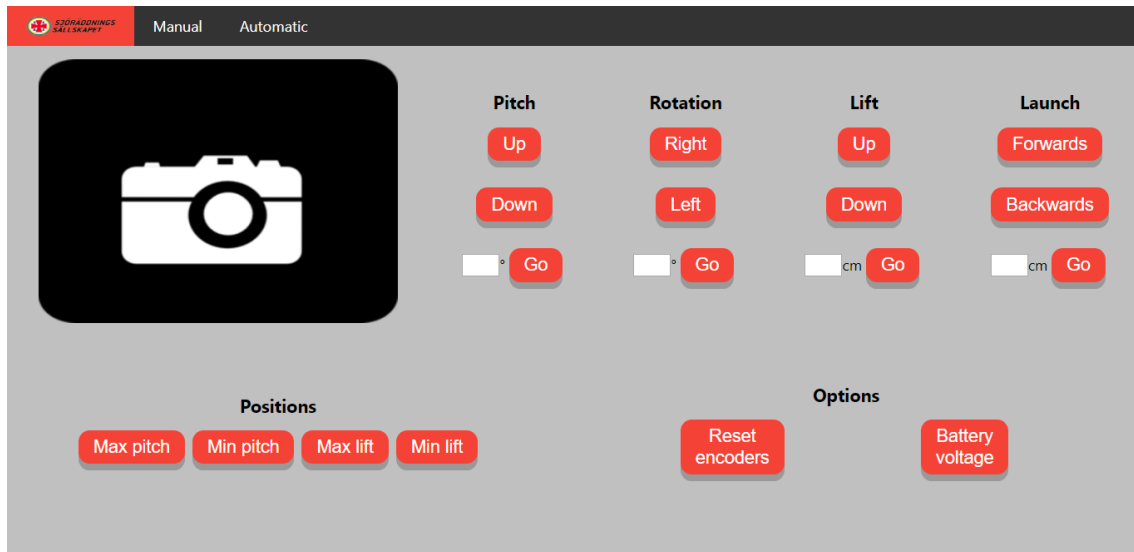 SJÖRÄDDNINGS
SÄLLSKAPET
Manual Automatic
Pitch Rotation Lift Launch
Up Right Up Forwards
Down Left Down Backwards
° Go ° Go cm Go cm Go
Positions
Max pitch Min pitch Max lift Min lift
Options
Reset
encoders
Battery
voltage